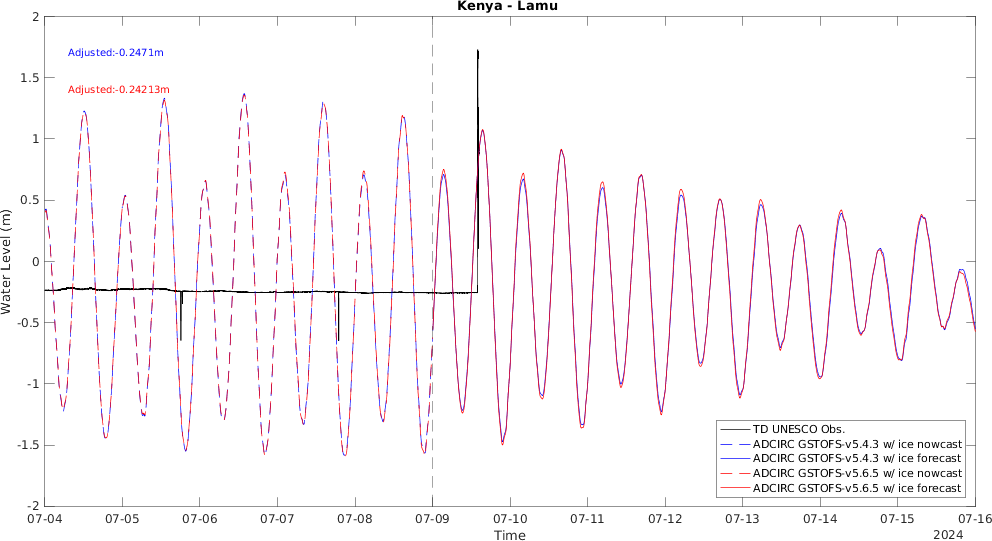 Kenya - Lamu
Adjusted:-0.2471m
Adjusted:-0.24213m
Water Level (m)
2
1.5
1
0.5
0
-0.5
-1
-1.5
-2
TD UNESCO Obs.
ADCIRC GSTOFS-v5.4.3 w/ ice nowcast
ADCIRC GSTOFS-v5.4.3 w/ ice forecast
ADCIRC GSTOFS-v5.6.5 w/ ice nowcast
ADCIRC GSTOFS-v5.6.5 w/ ice forecast
07-04 07-05 07-06 07-07 07-08 07-09 07-10 07-11 07-12 07-13 07-14 07-15 07-16
Time
2024